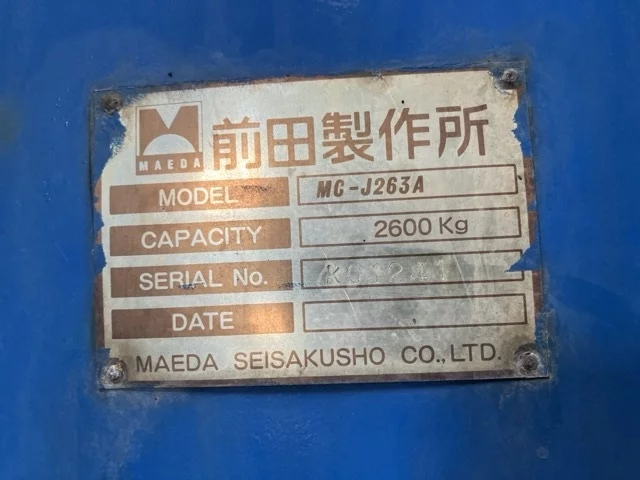 前田製作所
MAEDA
MODEL MC-J263A
CAPACITY 2600 Kg
SERIAL No.
DATE
MAEDA SEISAKUSHO CO., LTD.